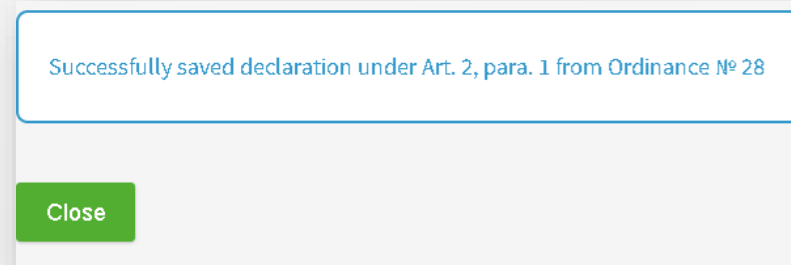 Successfully saved declaration under Art. 2, para. 1 from Ordinance № 28
Close